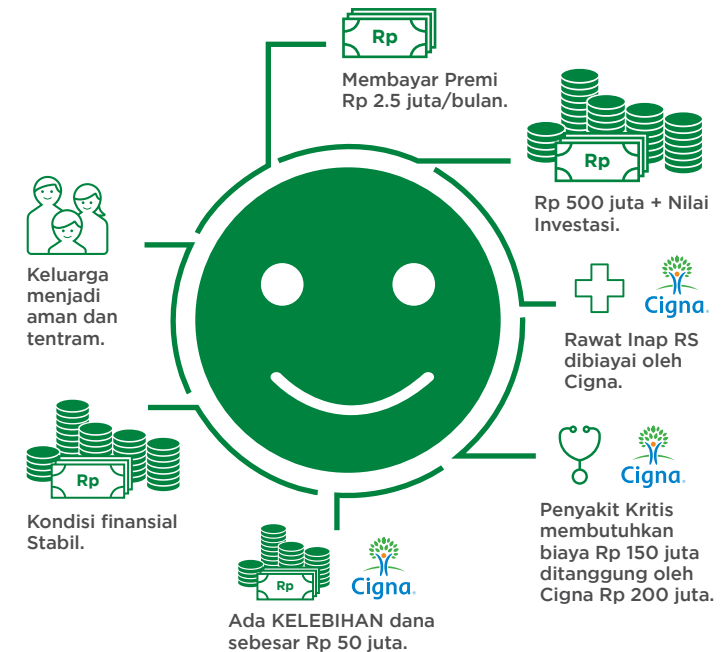 Rp
Membayar Premi
Rp 2.5 juta/bulan.
Rp
Rp 500 juta + Nilai
Investasi.
Cigna.
Rawat Inap RS
dibiayai oleh
Cigna.
Cigna.
Penyakit Kritis
membutuhkan
biaya Rp 150 juta
ditanggung oleh
Cigna Rp 200 juta.
Rp
Cigna.
Ada KELEBIHAN dana
sebesar Rp 50 juta.
Rp
Kondisi finansial
Stabil.
Keluarga
menjadi
aman dan
tentram.